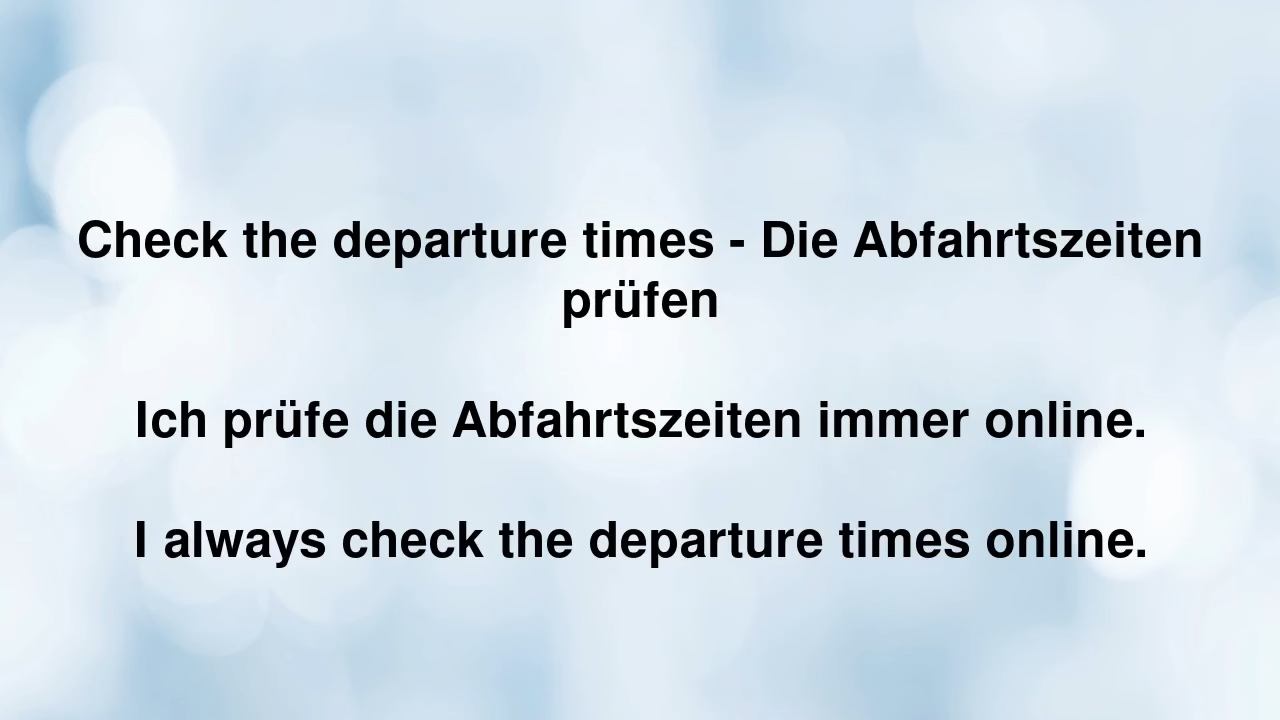 Check the departure times - Die Abfahrtszeiten
prüfen
Ich prüfe die Abfahrtszeiten immer online.
I always check the departure times online.